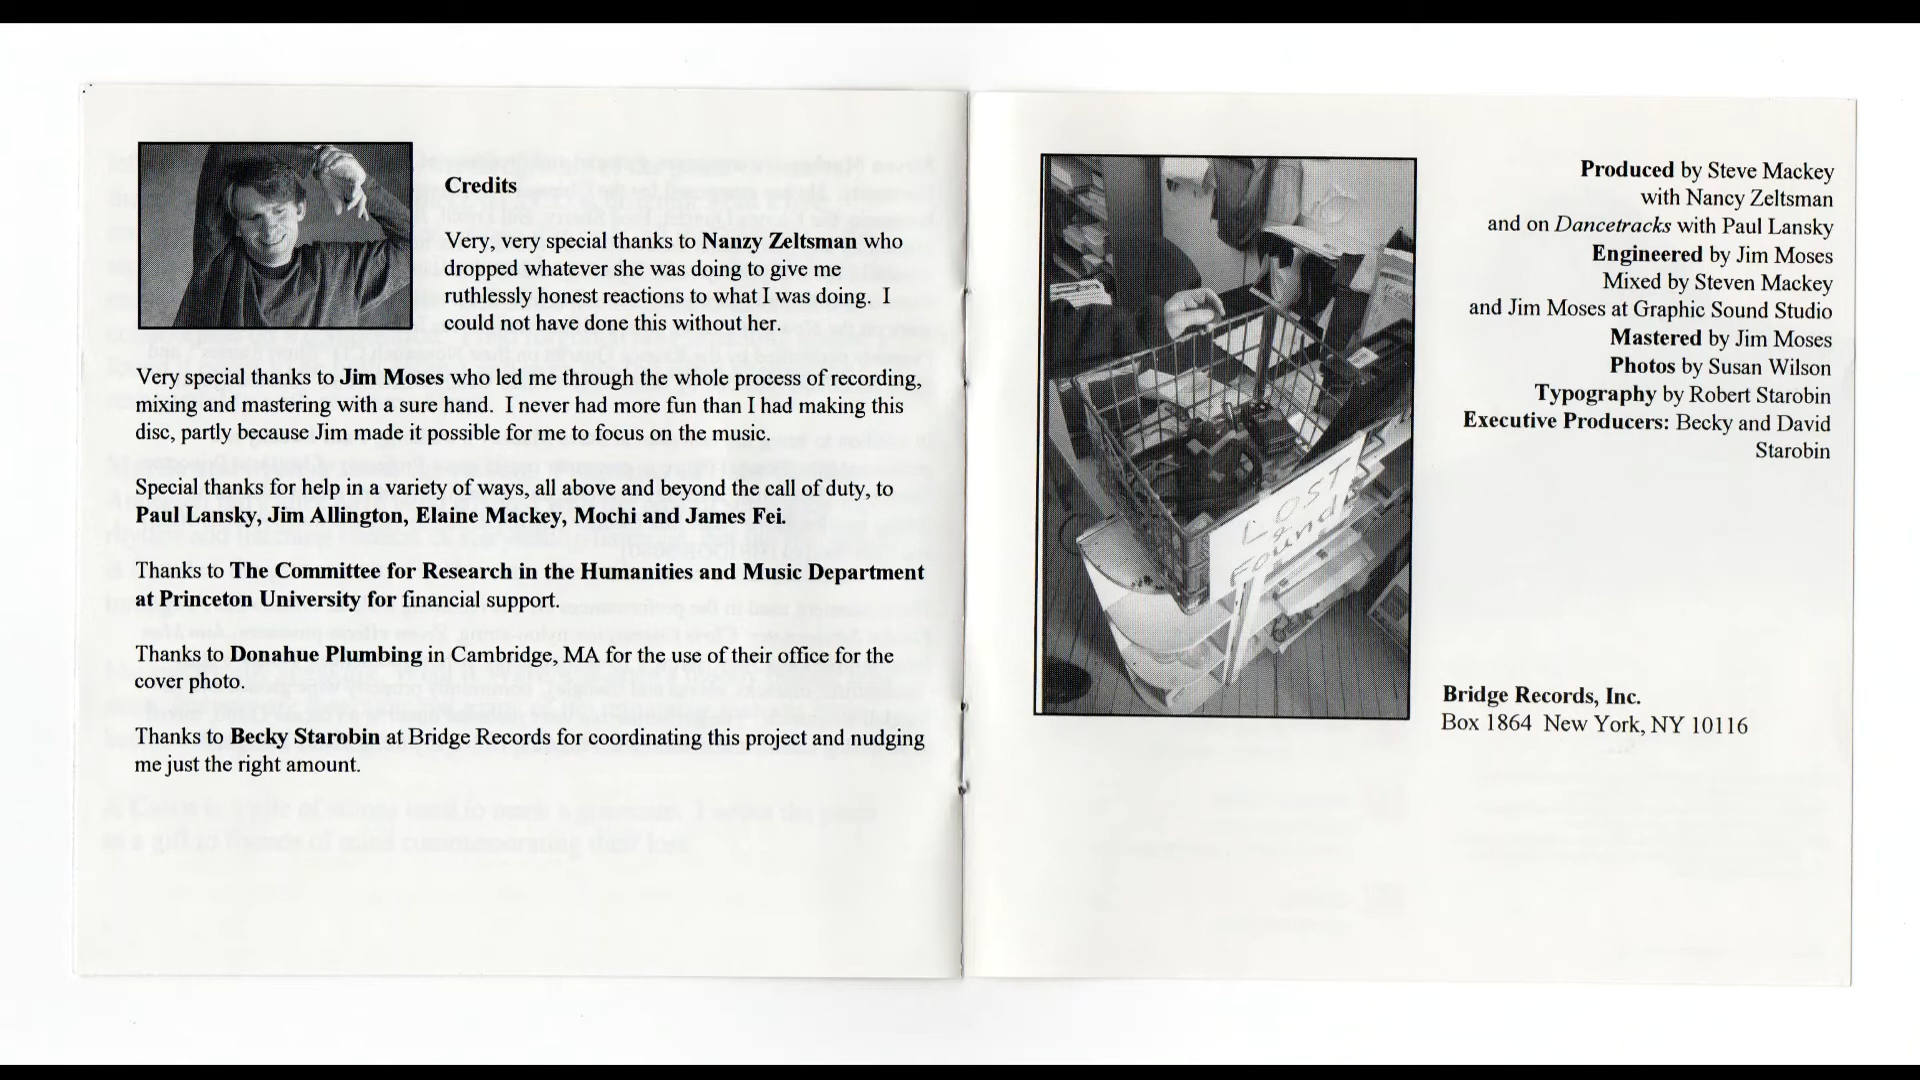 Credits
Very, very special thanks to Nanzy Zeltsman who
dropped whatever she was doing to give me
ruthlessly honest reactions to what I was doing. I
could not have done this without her.
Very special thanks to Jim Moses who led me through the whole process of recording,
mixing and mastering with a sure hand. I never had more fun than I had making this
disc, partly because Jim made it possible for me to focus on the music.
Special thanks for help in a variety of ways, all above and beyond the call of duty, to
Paul Lansky, Jim Allington, Elaine Mackey, Mochi and James Fei.
Thanks to The Committee for Research in the Humanities and Music Department
at Princeton University for financial support.
Thanks to Donahue Plumbing in Cambridge, MA for the use of their office for the
cover photo.
Thanks to Becky Starobin at Bridge Records for coordinating this project and nudging
me just the right amount.
LOST
&
Found
Produced by Steve Mackey
with Nancy Zeltsman
and on Dancetracks with Paul Lansky
Engineered by Jim Moses
Mixed by Steven Mackey
and Jim Moses at Graphic Sound Studio
Mastered by Jim Moses
Photos by Susan Wilson
Typography by Robert Starobin
Executive Producers: Becky and David
Starobin
Bridge Records, Inc.
Box 1864 New York, NY 10116